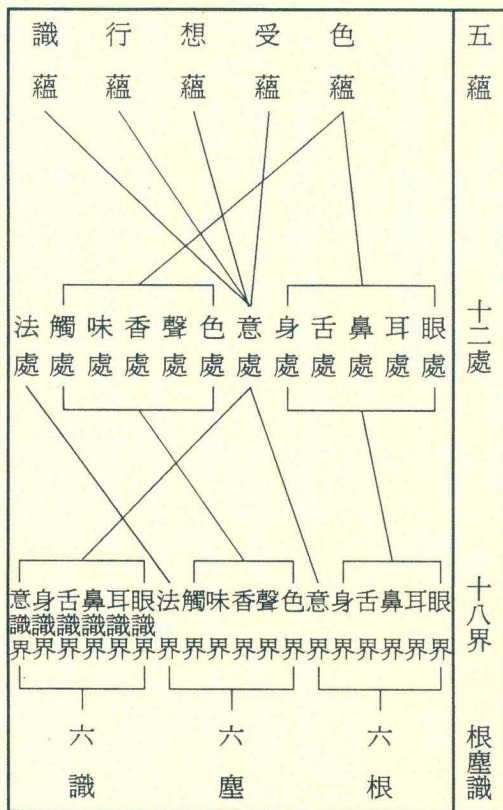 五蘊
色蘊
受蘊
想蘊
行蘊
識蘊
十二處
眼處
耳處
鼻處
舌處
身處
意處
色處
聲處
香處
味處
觸處
法處
十八界
眼界
耳界
鼻界
舌界
身界
意界
色界
聲界
香界
味界
觸界
法界
眼識界
耳識界
鼻識界
舌識界
身識界
意識界
根塵識
六根
六塵
六識